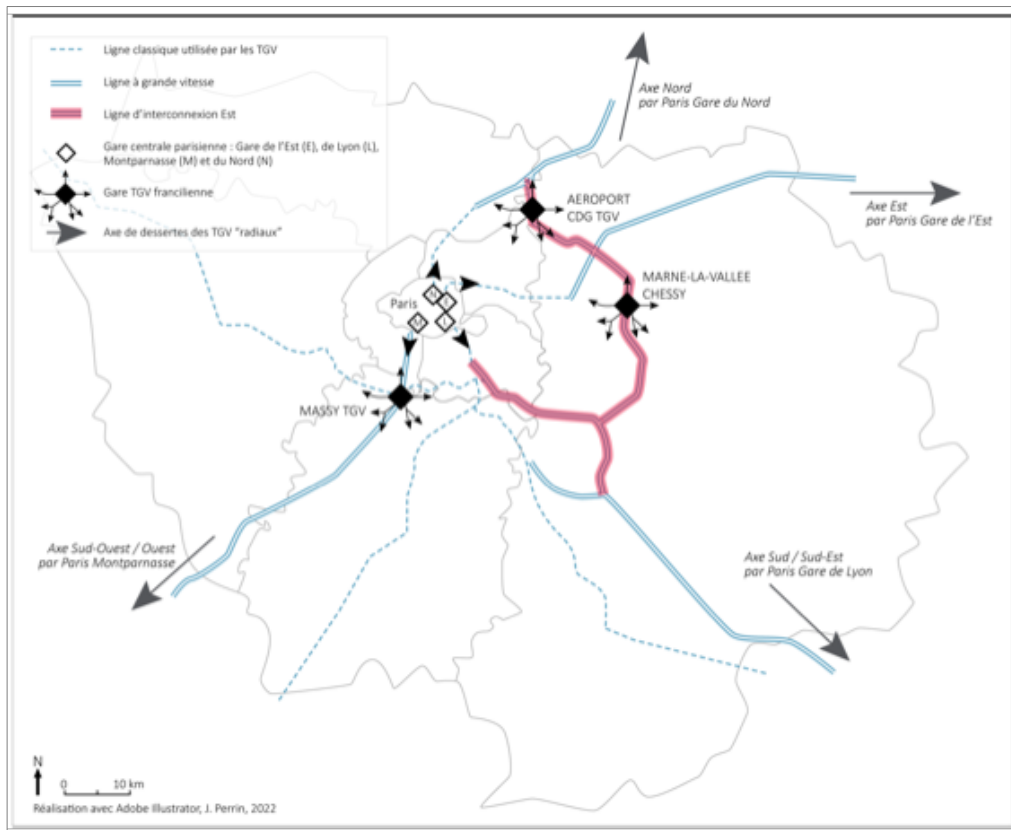 Ligne classique utilisée par les TGV
Ligne à grande vitesse
Ligne d'interconnexion Est
Gare centrale parisienne : Gare de l'Est (E), de Lyon (L),
Montparnasse (M) et du Nord (N)
Gare TGV francilienne
Axe de dessertes des TGV "radiaux"
Axe Nord
par Paris Gare du Nord
AEROPORT
CDG TGV
Axe Est
par Paris Gare de l'Est
MARNE-LA-VALLEE
CHESSY
Paris
N
E
M
L
MASSY TGV
Axe Sud-Ouest / Ouest
par Paris Montparnasse
Axe Sud / Sud-Est
par Paris Gare de Lyon
N
0 10 km
Réalisation avec Adobe Illustrator, J. Perrin, 2022